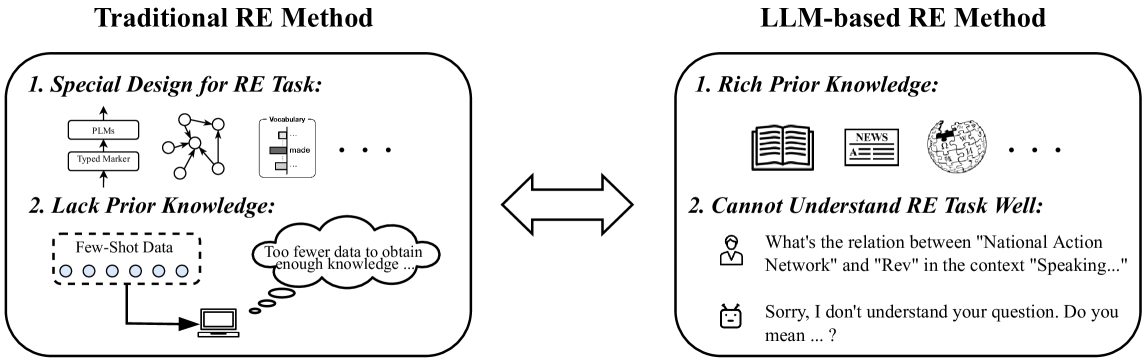 Traditional RE Method
LLM-based RE Method
1. Special Design for RE Task:
PLMs
Typed Marker
Vocabulary
...
made
...
. . .
2. Lack Prior Knowledge:
Few-Shot Data
Too fewer data to obtain
enough knowledge ...
1. Rich Prior Knowledge:
NEWS
A
Ω W
. . .
2. Cannot Understand RE Task Well:
What's the relation between "National Action
Network" and "Rev" in the context "Speaking..."
Sorry, I don't understand your question. Do you
mean ... ?